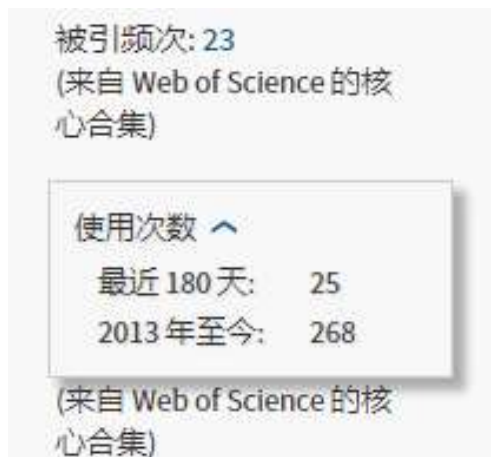 被引频次: 23
(来自 Web of Science 的核
心合集)
使用次数
最近 180 天: 25
2013 年至今: 268
(来自 Web of Science 的核
心合集)